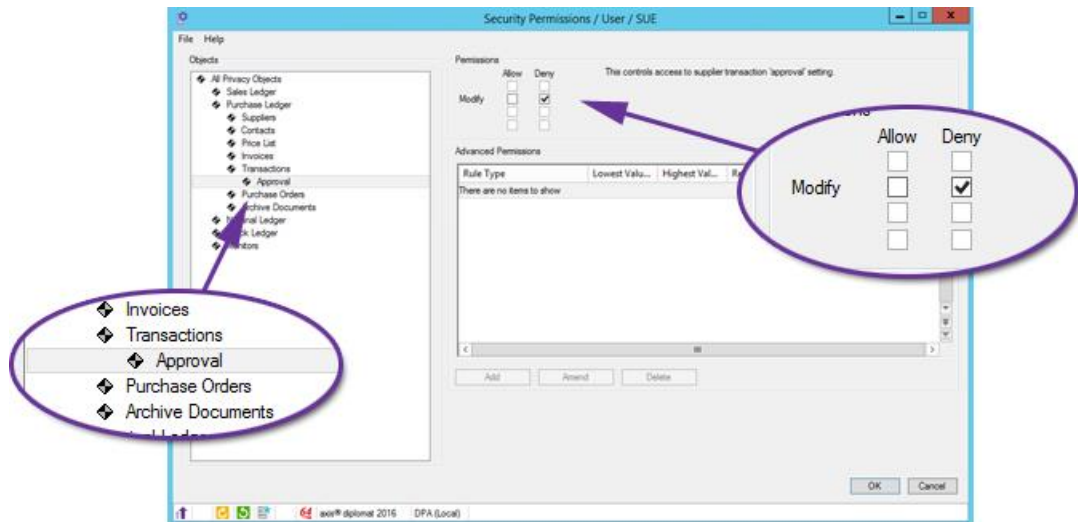 Security Permissions / User / SUE
File Help
Objects
All Privacy Objects
Sales Ledger
Purchase Ledger
Suppliers
Contacts
Price List
Invoices
Transactions
Approval
Purchase Orders
Archive Documents
Ledger
Ledger
Permissions
Allow Deny
Modify
This controls access to supplier transaction 'approval' setting.
Advanced Permissions
Rule Type Lowest Valu... Highest Val...
There are no items to show
Add Amend Delete
Allow Deny
Modify
Invoices
Transactions
Approval
Purchase Orders
Archive Documents
OK Cancel
axor® diplomat 2016 DPA (Local)